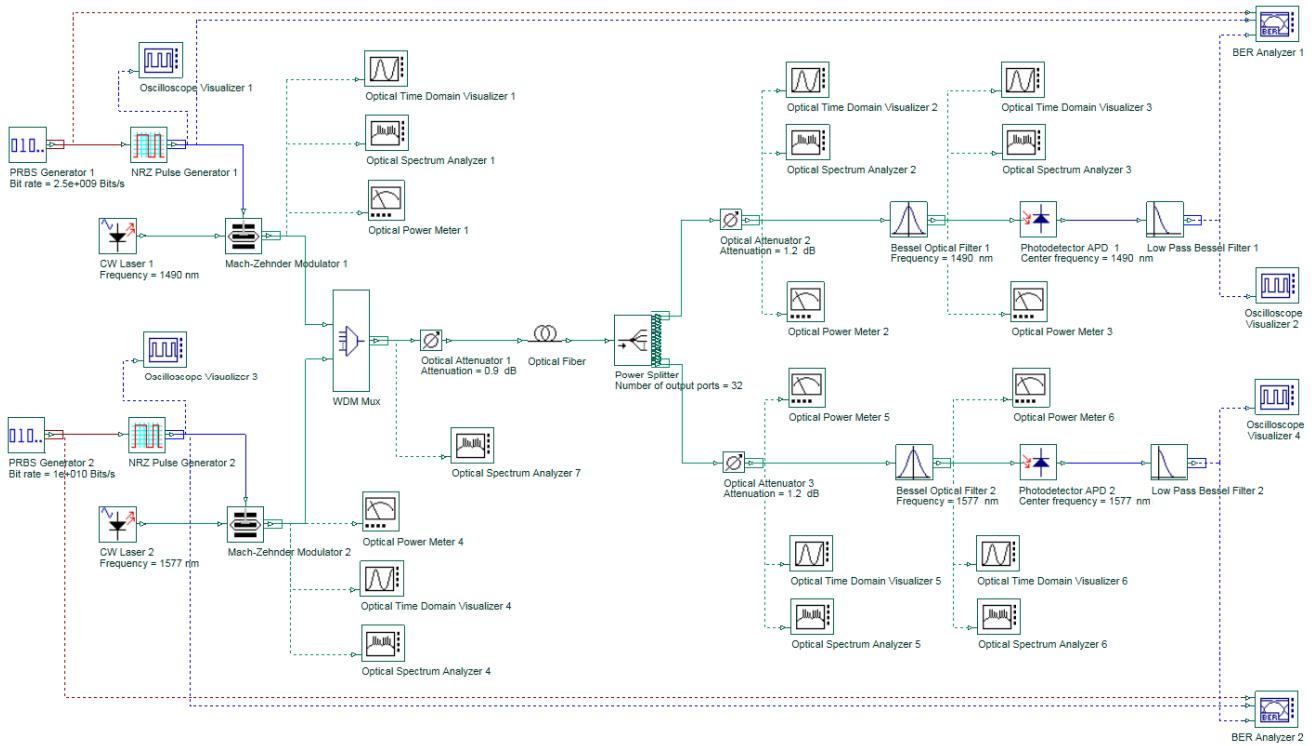 BER
BER Analyzer 1
Oscilloscope Visualizer 1
Optical Time Domain Visualizer 1
Optical Time Domain Visualizer 2
Optical Time Domain Visualizer 3
Optical Spectrum Analyzer 1
Optical Spectrum Analyzer 2
Optical Spectrum Analyzer 3
010..
PRBS Generator 1
Bit rate = 2.5e+009 Bits/s
NRZ Pulse Generator 1
Optical Power Meter 1
CW Laser 1
Frequency = 1490 nm
Mach-Zehnder Modulator 1
Optical Attenuator 2
Attenuation = 1.2 dB
Bessel Optical Filter 1
Frequency = 1490 nm
Photodetector APD 1
Center frequency = 1490 nm
Low Pass Bessel Filter 1
Optical Power Meter 2
Optical Power Meter 3
Oscilloscope
Visualizer 2
Oscilloscope Visualizer 3
WDM Mux
Optical Attenuator 1
Attenuation = 0.9 dB
Optical Fiber
Power Splitter
Number of output ports = 32
Optical Power Meter 5
Optical Power Meter 6
Oscilloscope
Visualizer 4
010..
PRBS Generator 2
Bit rate = 1e+010 Bits/s
NRZ Pulse Generator 2
Optical Spectrum Analyzer 7
Optical Attenuator 3
Attenuation = 1.2 dB
Bessel Optical Filter 2
Frequency = 1577 nm
Photodetector APD 2
Center frequency = 1577 nm
Low Pass Bessel Filter 2
CW Laser 2
Frequency = 1577 nm
Mach-Zehnder Modulator 2
Optical Power Meter 4
Optical Time Domain Visualizer 4
Optical Time Domain Visualizer 5
Optical Time Domain Visualizer 6
Optical Spectrum Analyzer 4
Optical Spectrum Analyzer 5
Optical Spectrum Analyzer 6
BER
BER Analyzer 2